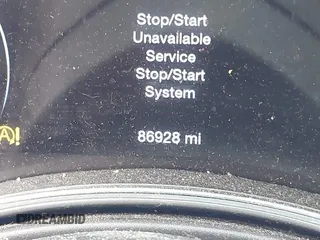 Stop/Start
Unavailable
Service
Stop/Start
System
86928 mi
A!
DREAMBID